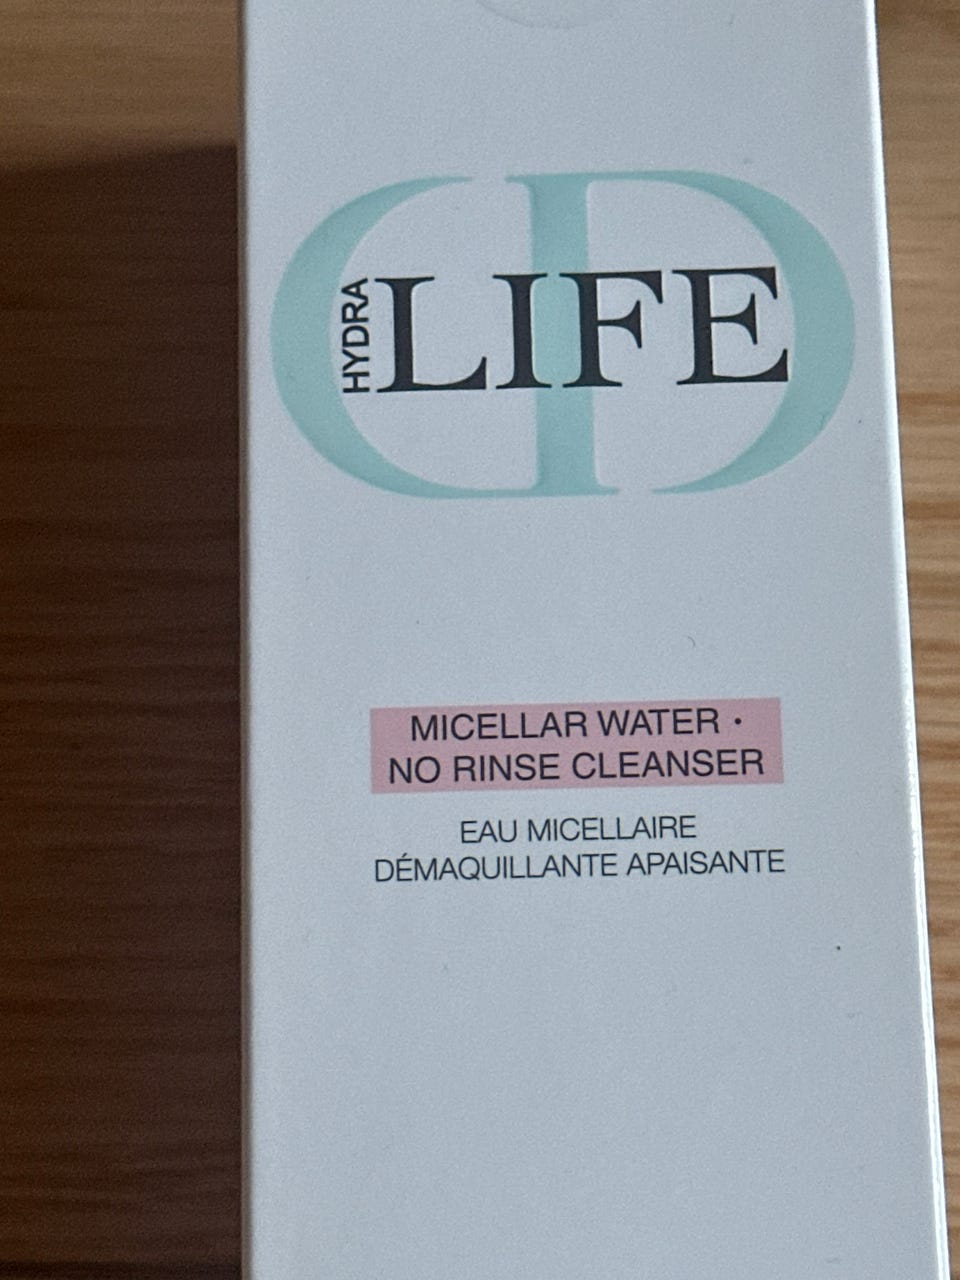 HYDRA
LIFE
MICELLAR WATER •
NO RINSE CLEANSER
EAU MICELLAIRE
DÉMAQUILLANTE APAISANTE